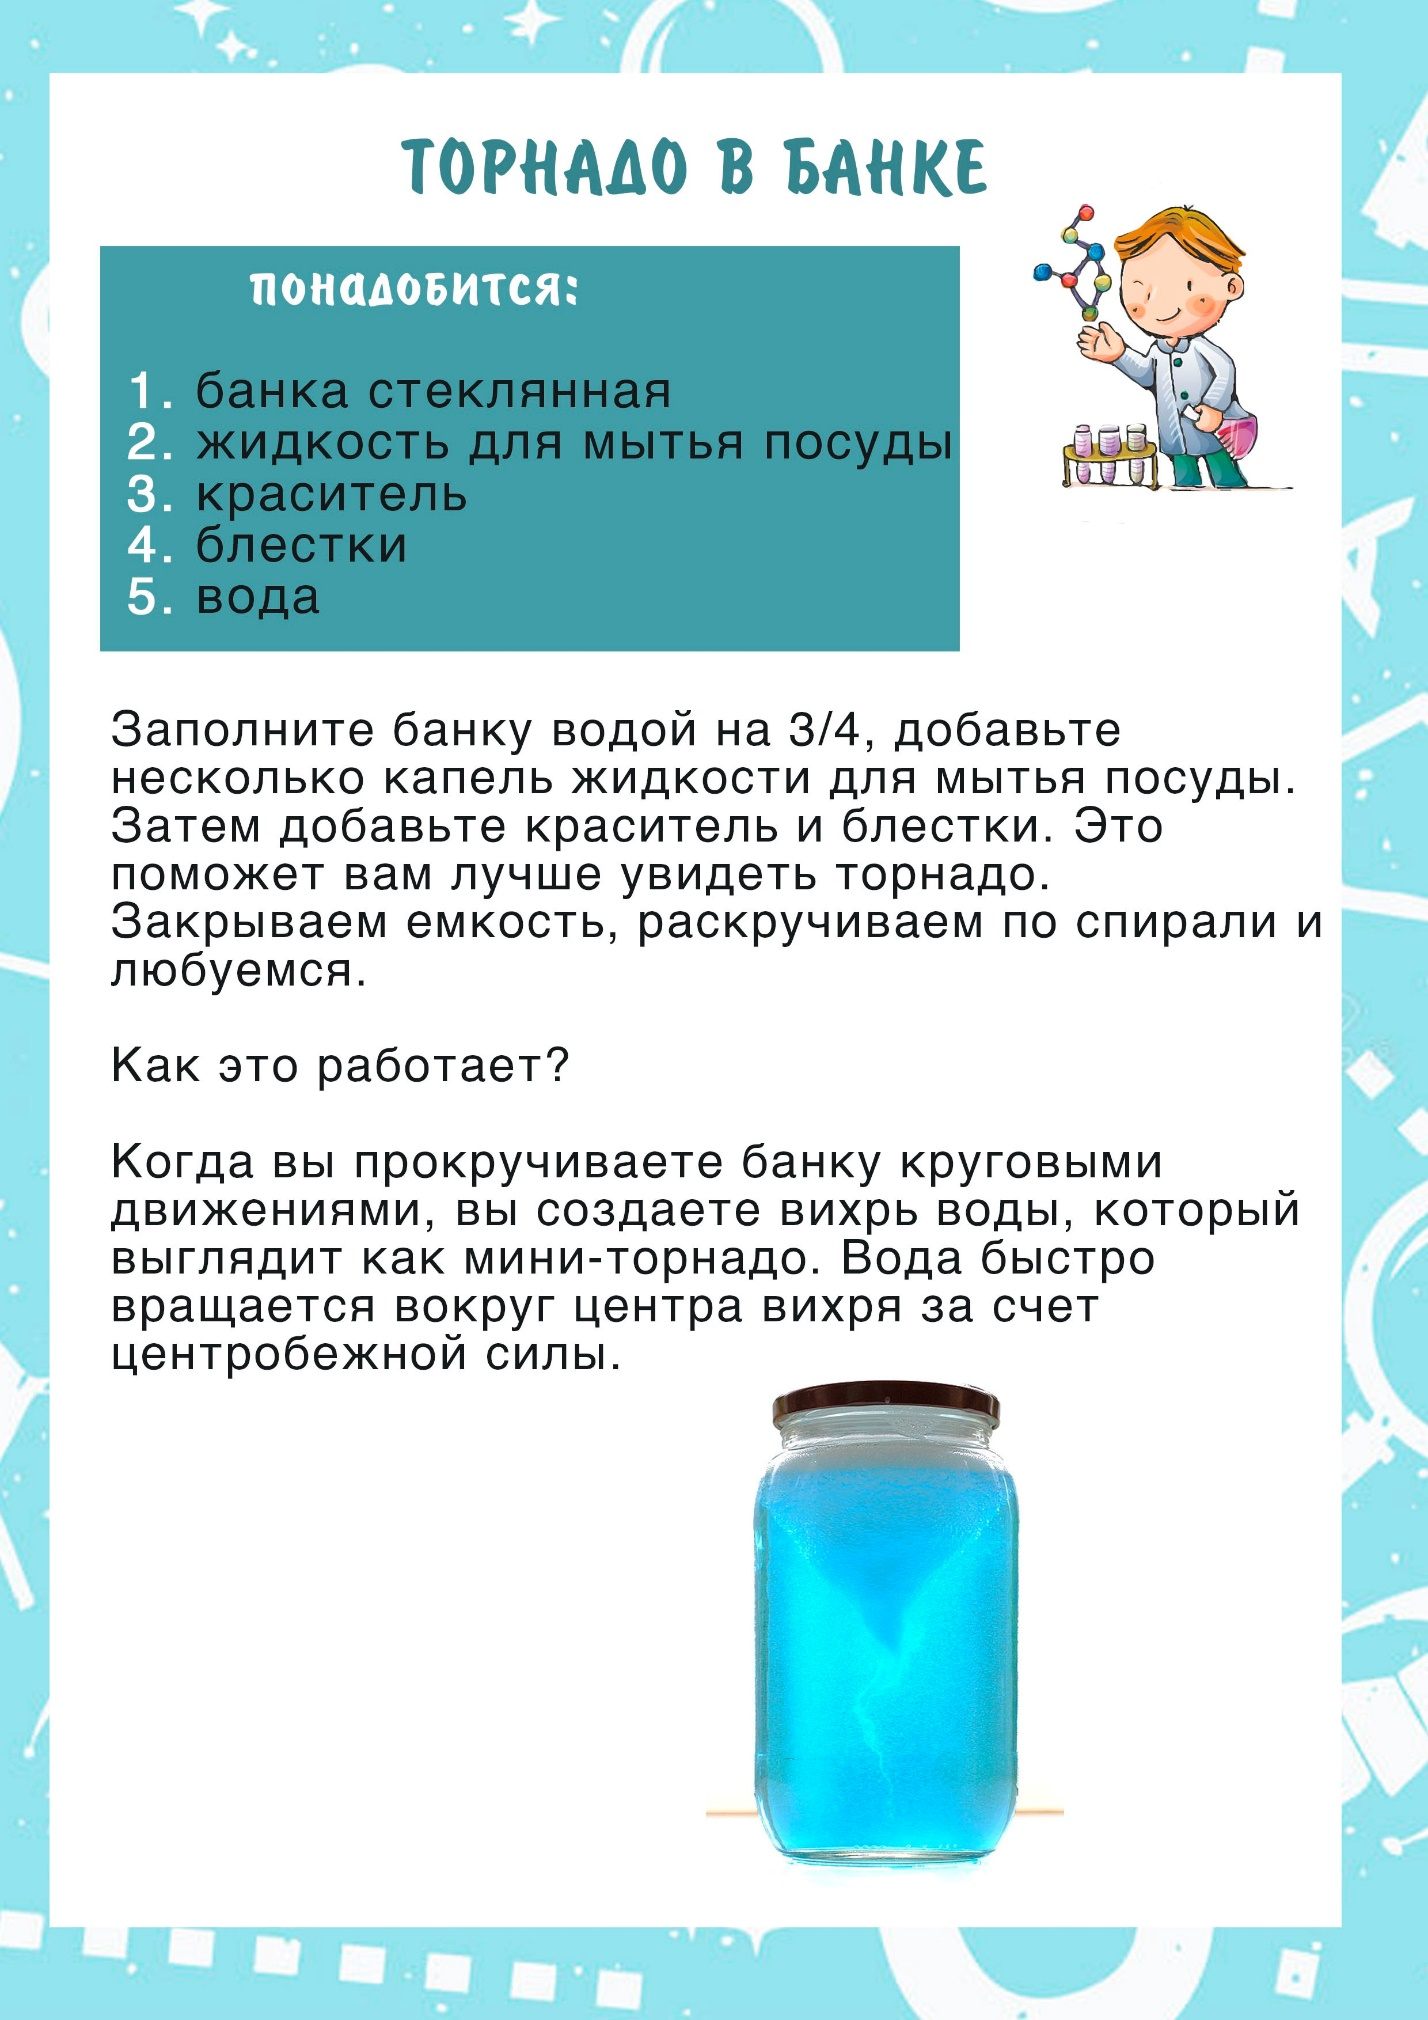 ТОРНАДО В БАНКЕ
понадобится:
1. банка стеклянная
2. жидкость для мытья посуды
3. краситель
4. блестки
5. вода
Заполните банку водой на 3/4, добавьте
несколько капель жидкости для мытья посуды.
Затем добавьте краситель и блестки. Это
поможет вам лучше увидеть торнадо.
Закрываем емкость, раскручиваем по спирали и
любуемся.
Как это работает?
Когда вы прокручиваете банку круговыми
движениями, вы создаете вихрь воды, который
выглядит как мини-торнадо. Вода быстро
вращается вокруг центра вихря за счет
центробежной силы.